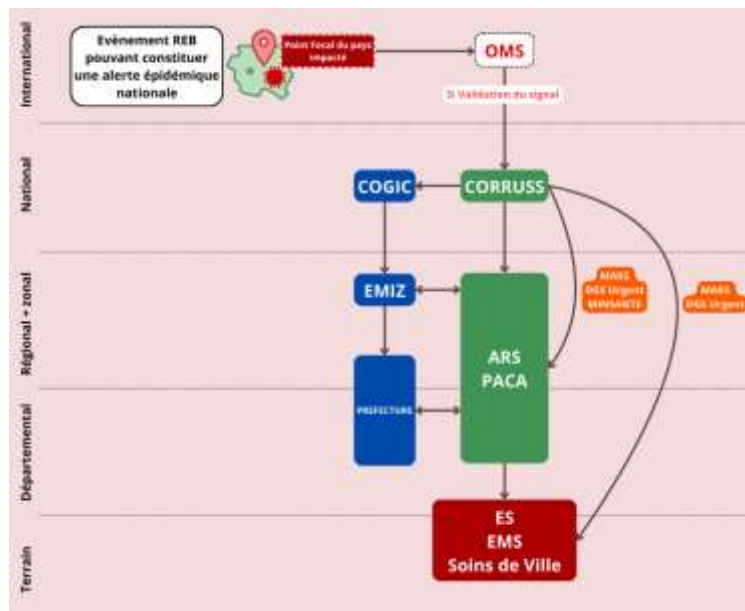 International
Evènement REB
pouvant constituer
une alerte épidémique
nationale
Point Focal du pays
impacté
OMS
Si Validation du signal
National
COGIC
CORRUSS
Régional + zonal
EMIZ
ARS
PACA
MARS
DGS Urgent
MINSANTE
MARS
DGS Urgent
Départemental
PREFECTURE
Terrain
ES
EMS
Soins de Ville